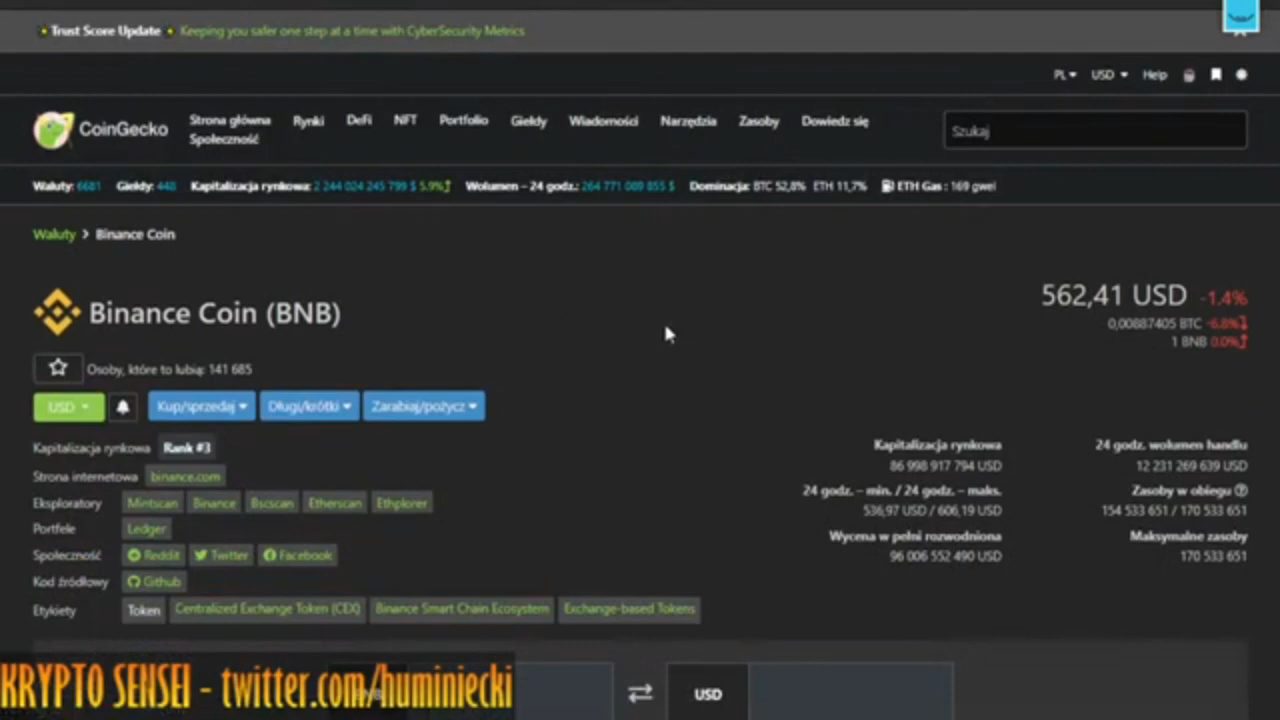 Trust Score Update Keeping you safer one step at a time with CyberSecurity Metrics
PL USD Help
CoinGecko Strona główna Rynki DeFi NFT Portfolio Giełdy Wiadomości Narzędzia Zasoby Dowiedz się
Społeczność
Szukaj
Waluty: 6681 Giełdy: 448 Kapitalizacja rynkowa: 2 244 024 245 799 $ 5.9% Wolumen – 24 godz.: 264 771 009 855 $ Dominacja: BTC 52,8% ETH 11,7% ETH Gas : 169 gwei
Waluty > Binance Coin
Binance Coin (BNB)
562,41 USD -1.4%
0,00887405 BTC -6.8%
1 BNB 0.0%
Osoby, które to lubią: 141 685
USD Kup/sprzedaj Długi/krótki Zarabiaj/pożycz
Kapitalizacja rynkowa Rank #3
Strona internetowa binance.com
Eksploratory Mintscan Binance Bscscan Etherscan Ethplorer
Portfele Ledger
Społeczność Reddit Twitter Facebook
Kod źródłowy Github
Etykiety Token Centralized Exchange Token (CEX) Binance Smart Chain Ecosystem Exchange-based Tokens
Kapitalizacja rynkowa
86 998 917 794 USD
24 godz. – min. / 24 godz. – maks.
536,97 USD / 606,19 USD
Wycena w pełni rozwodniona
96 006 552 490 USD
24 godz. wolumen handlu
12 231 269 639 USD
Zasoby w obiegu
154 533 651 / 170 533 651
Maksymalne zasoby
170 533 651
KRYPTO SENSEI - twitter.com/huminiecki
USD